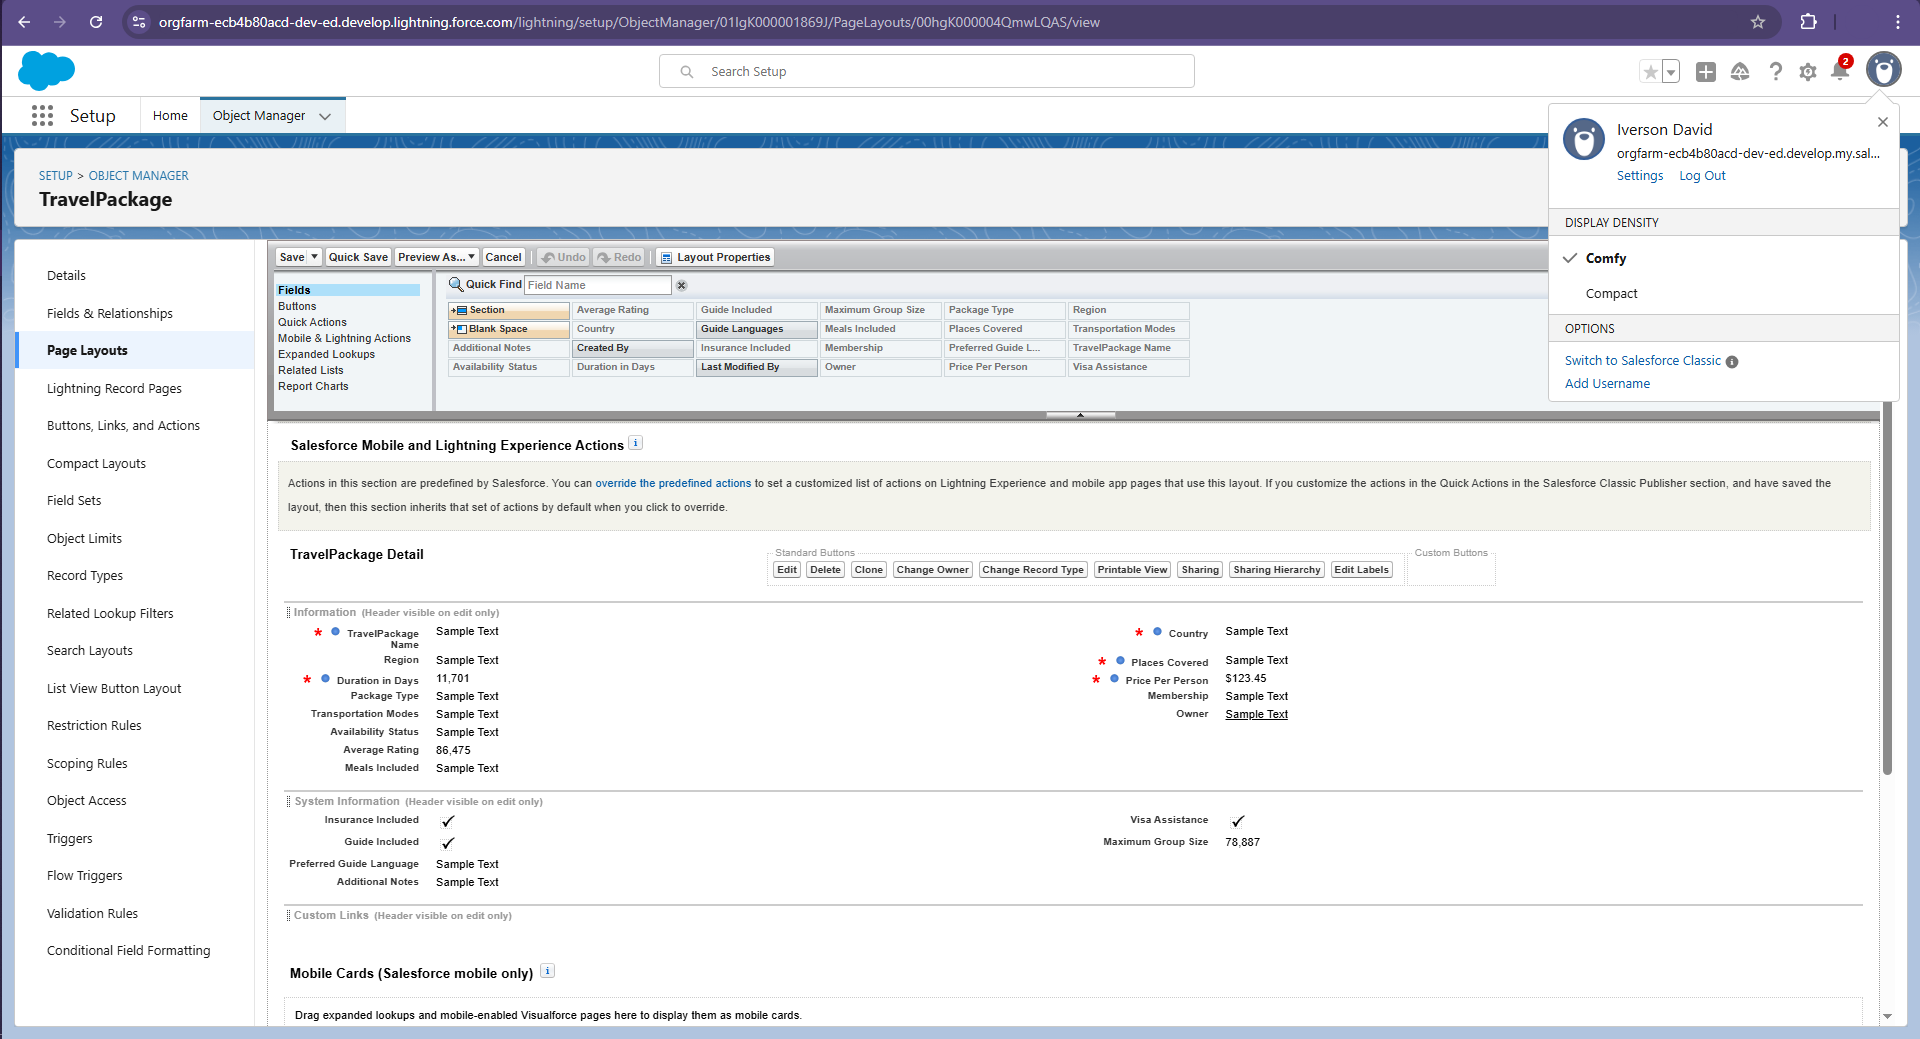 orgfarm-ecb4b80acd-dev-ed.develop.lightning.force.com/lightning/setup/ObjectManager/01IgK000001869J/PageLayouts/00hgK000004QmwLQAS/view
Search Setup
2
Setup
Home
Object Manager
Iverson David
orgfarm-ecb4b80acd-dev-ed.develop.my.sal...
Settings Log Out
DISPLAY DENSITY
Comfy
Compact
OPTIONS
Switch to Salesforce Classic
Add Username
SETUP > OBJECT MANAGER
TravelPackage
Details
Fields & Relationships
Page Layouts
Lightning Record Pages
Buttons, Links, and Actions
Compact Layouts
Field Sets
Object Limits
Record Types
Related Lookup Filters
Search Layouts
List View Button Layout
Restriction Rules
Scoping Rules
Object Access
Triggers
Flow Triggers
Validation Rules
Conditional Field Formatting
Save Quick Save Preview As... Cancel Undo Redo Layout Properties
Fields
Buttons
Quick Actions
Mobile & Lightning Actions
Expanded Lookups
Related Lists
Report Charts
Quick Find Field Name
Section Average Rating Guide Included Maximum Group Size Package Type Region
Blank Space Country Guide Languages Meals Included Places Covered Transportation Modes
Additional Notes Created By Insurance Included Membership Preferred Guide L... TravelPackage Name
Availability Status Duration in Days Last Modified By Owner Price Per Person Visa Assistance
Salesforce Mobile and Lightning Experience Actions i
Actions in this section are predefined by Salesforce. You can override the predefined actions to set a customized list of actions on Lightning Experience and mobile app pages that use this layout. If you customize the actions in the Quick Actions in the Salesforce Classic Publisher section, and have saved the
layout, then this section inherits that set of actions by default when you click to override.
TravelPackage Detail
Standard Buttons
Edit Delete Clone Change Owner Change Record Type Printable View Sharing Sharing Hierarchy Edit Labels
Custom Buttons
Information (Header visible on edit only)
* TravelPackage Name Sample Text
* Country Sample Text
Region Sample Text
* Places Covered Sample Text
* Duration in Days 11,701
* Price Per Person $123.45
Package Type Sample Text
Membership Sample Text
Transportation Modes Sample Text
Owner Sample Text
Availability Status Sample Text
Average Rating 86,475
Meals Included Sample Text
System Information (Header visible on edit only)
Insurance Included ✓
Visa Assistance ✓
Guide Included ✓
Maximum Group Size 78,887
Preferred Guide Language Sample Text
Additional Notes Sample Text
Custom Links (Header visible on edit only)
Mobile Cards (Salesforce mobile only) i
Drag expanded lookups and mobile-enabled Visualforce pages here to display them as mobile cards.